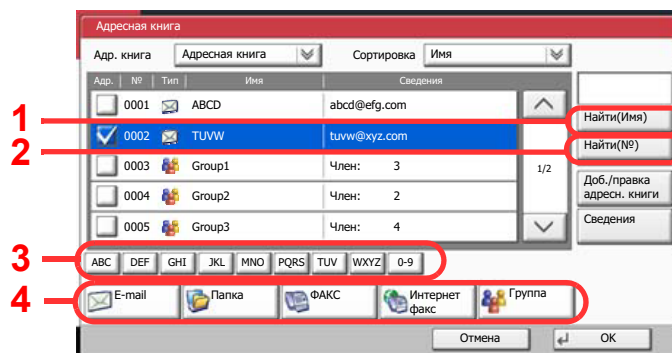 Адресная книга
Адр. книга Адресная книга Сортировка Имя
Адр. № Тип Имя Сведения
0001 ABCD abcd@efg.com
1 Найти(Имя)
0002 TUVW tuvw@xyz.com
2 Найти(№)
0003 Group1 Член: 3 1/2
Доб./правка
адресн. книги
0004 Group2 Член: 2
0005 Group3 Член: 4 Сведения
3 ABC DEF GHI JKL MNO PQRS TUV WXYZ 0-9
4 E-mail Папка ФАКС Интернет факс Группа
Отмена OK